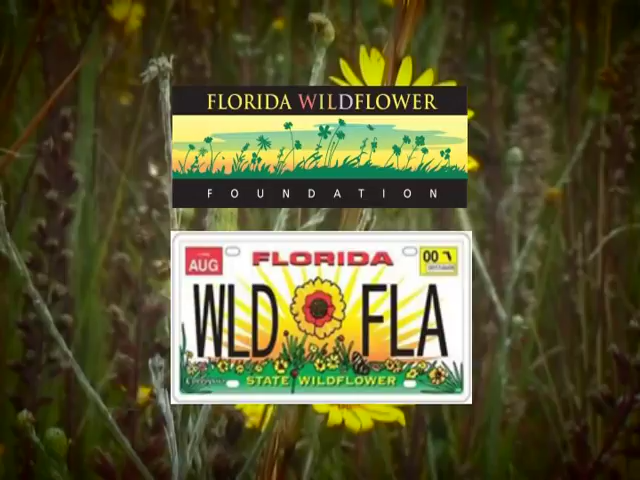 FLORIDA WILDFLOWER
FOUNDATION
FLORIDA
AUG
00
WLD FLA
STATE WILDFLOWER